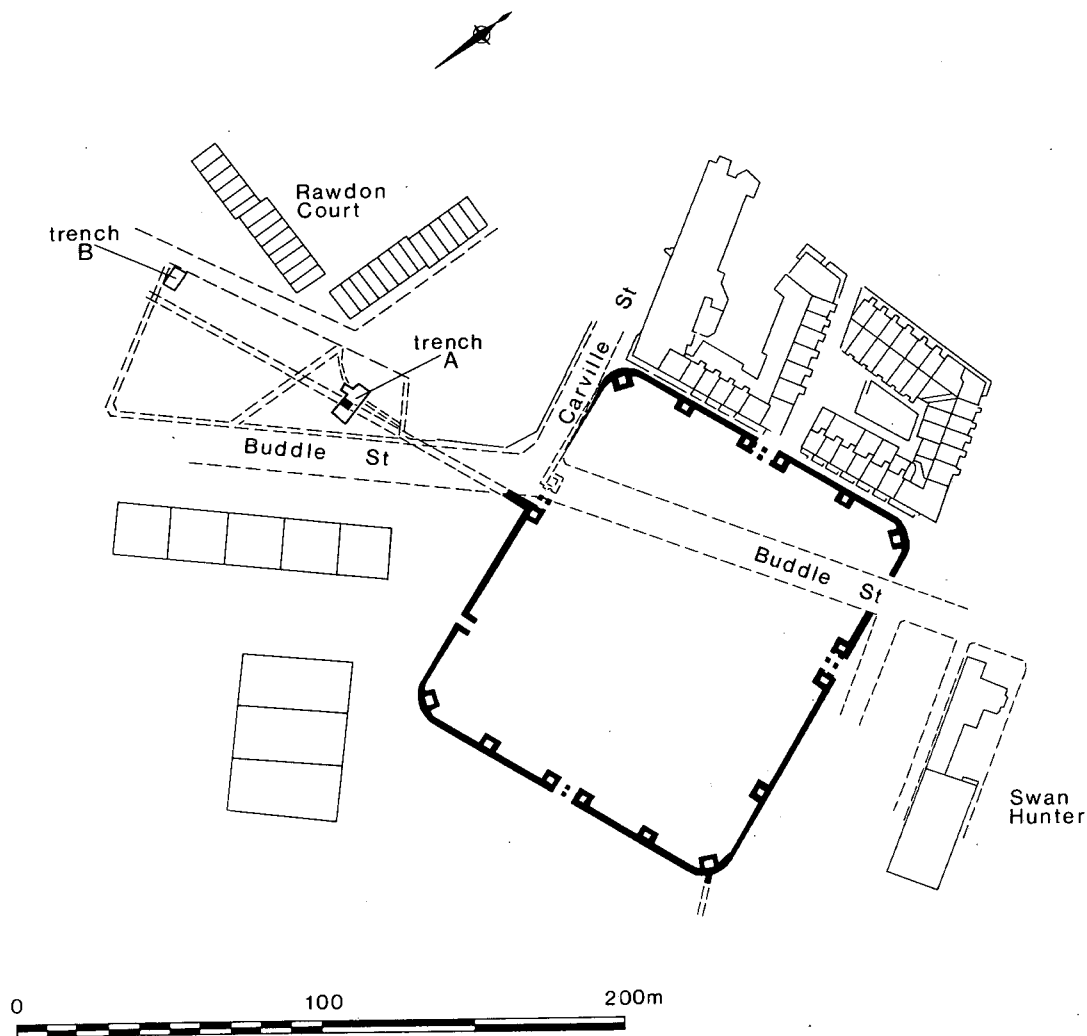 Rawdon
Court
trench
B
St
trench
A
Carville
Buddle St
Buddle St
Swan
Hunter
0 100 200m